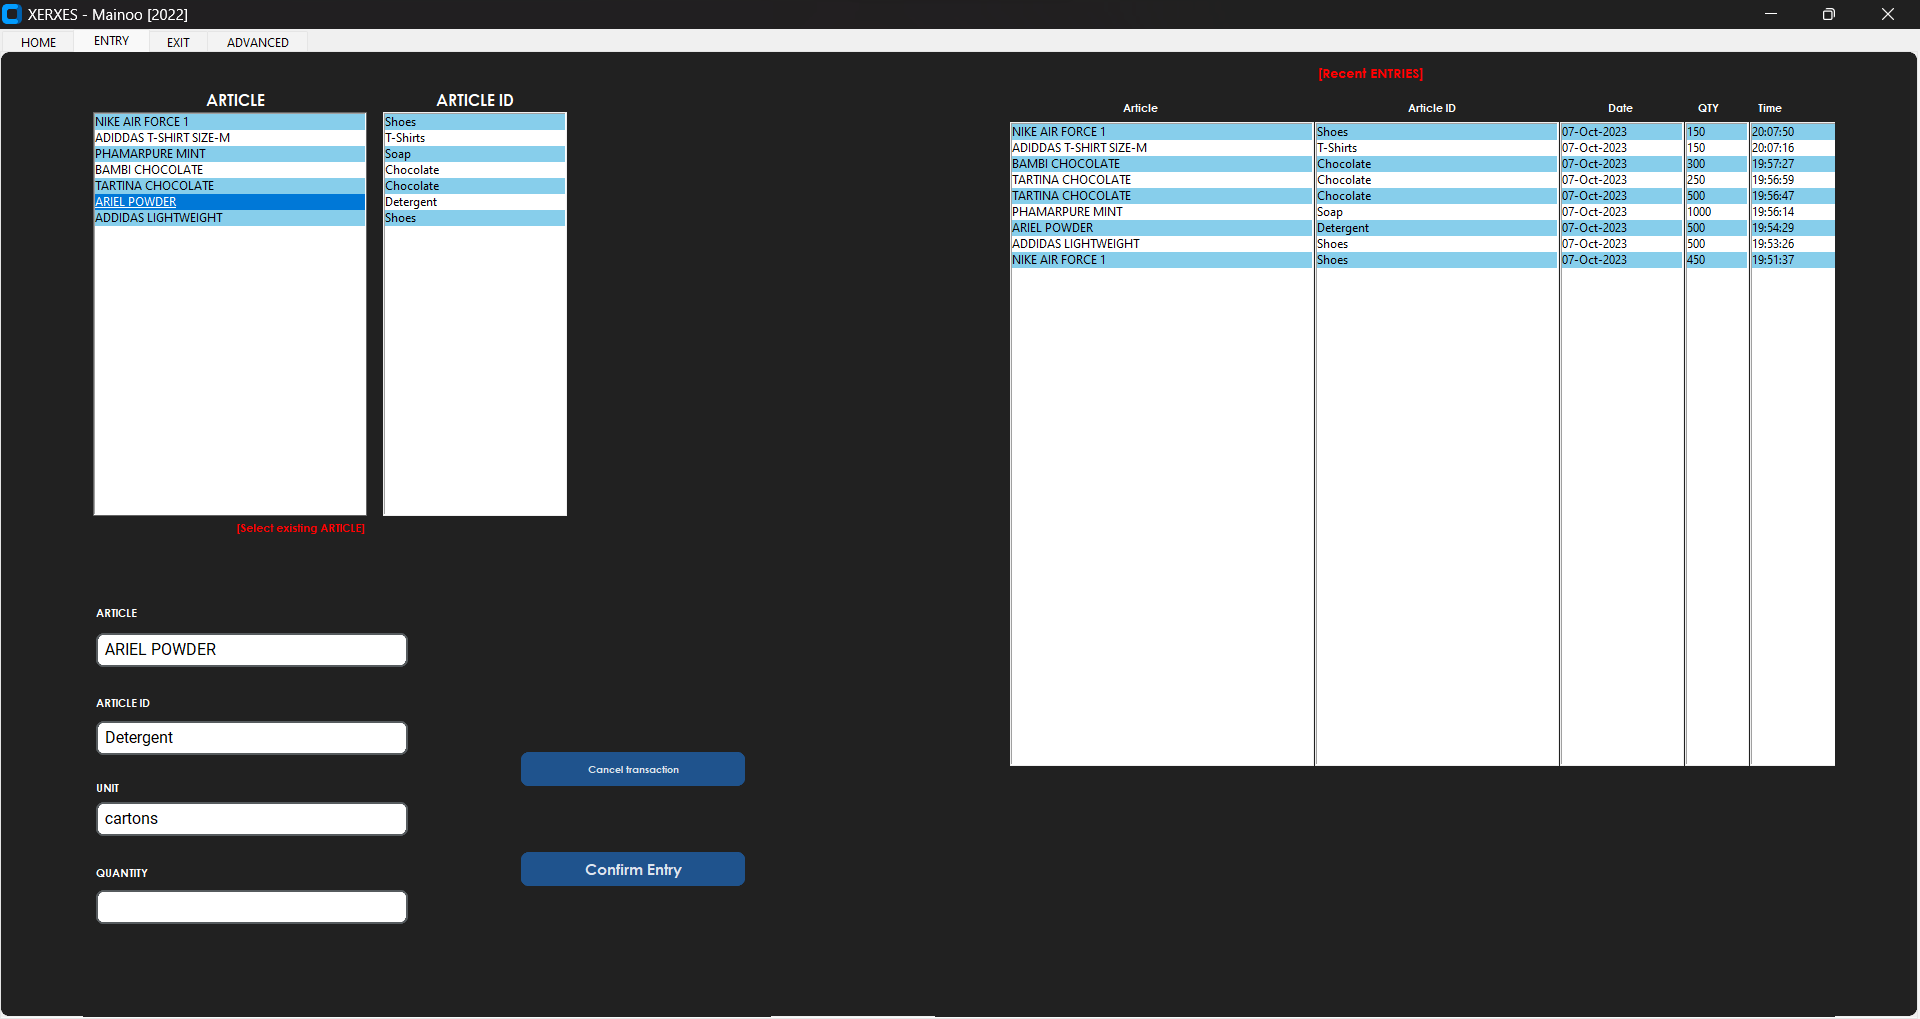 XERXES - Mainoo [2022]
HOME ENTRY EXIT ADVANCED
ARTICLE ARTICLE ID
NIKE AIR FORCE 1 Shoes
ADIDDAS T-SHIRT SIZE-M T-Shirts
PHAMARPURE MINT Soap
BAMBI CHOCOLATE Chocolate
TARTINA CHOCOLATE Chocolate
ARIEL POWDER Detergent
ADDIDAS LIGHTWEIGHT Shoes
[Select existing ARTICLE]
[Recent ENTRIES]
Article Article ID Date QTY Time
NIKE AIR FORCE 1 Shoes 07-Oct-2023 150 20:07:50
ADIDDAS T-SHIRT SIZE-M T-Shirts 07-Oct-2023 150 20:07:16
BAMBI CHOCOLATE Chocolate 07-Oct-2023 300 19:57:27
TARTINA CHOCOLATE Chocolate 07-Oct-2023 250 19:56:59
TARTINA CHOCOLATE Chocolate 07-Oct-2023 500 19:56:47
PHAMARPURE MINT Soap 07-Oct-2023 1000 19:56:14
ARIEL POWDER Detergent 07-Oct-2023 500 19:54:29
ADDIDAS LIGHTWEIGHT Shoes 07-Oct-2023 500 19:53:26
NIKE AIR FORCE 1 Shoes 07-Oct-2023 450 19:51:37
ARTICLE
ARIEL POWDER
ARTICLE ID
Detergent
UNIT
cartons
QUANTITY
Cancel transaction
Confirm Entry